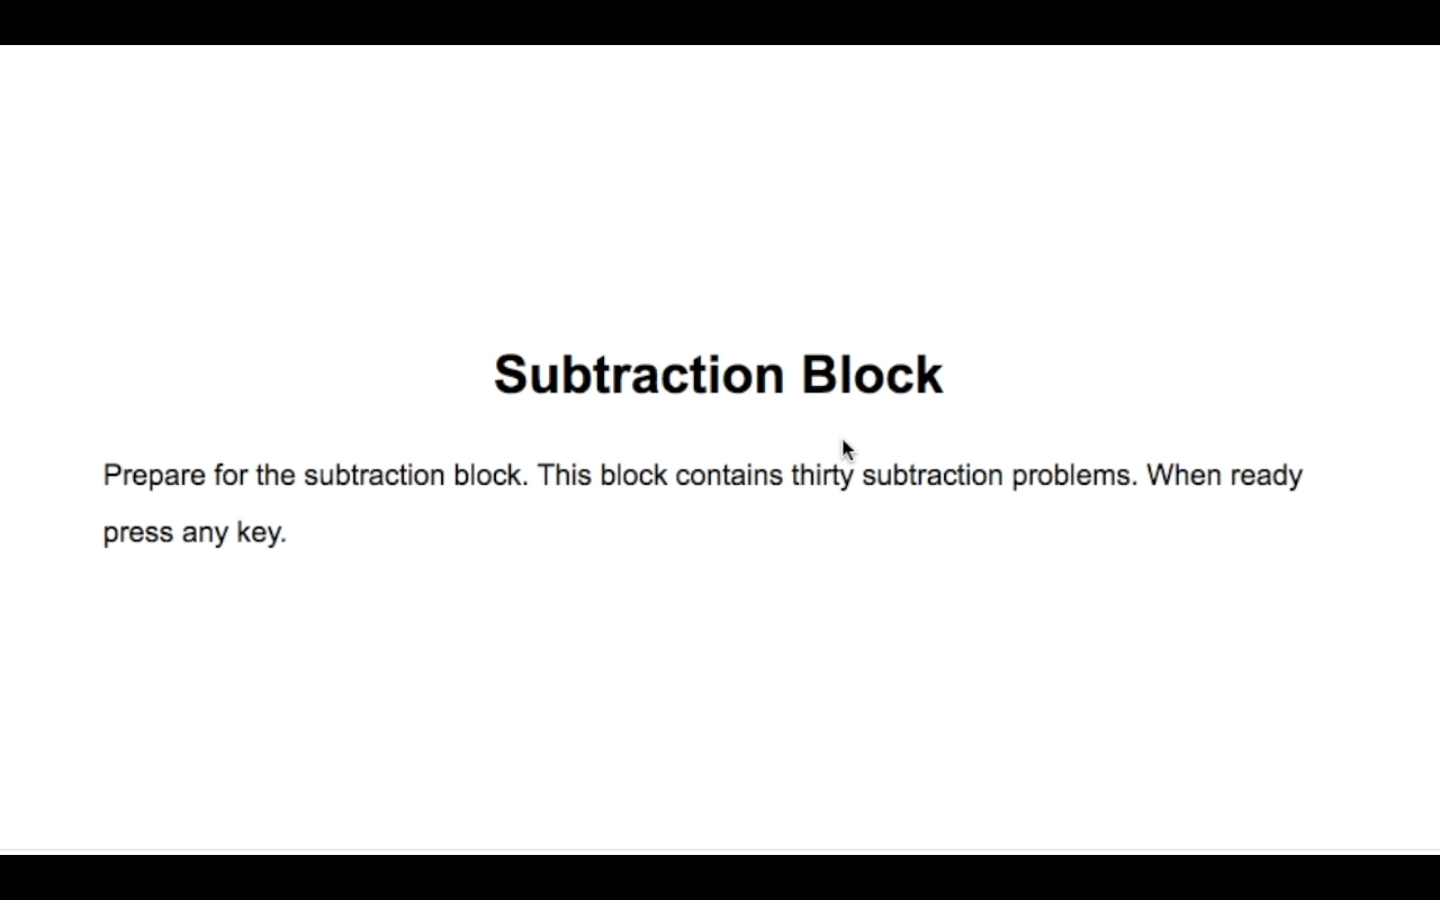 Subtraction Block
Prepare for the subtraction block. This block contains thirty subtraction problems. When ready
press any key.